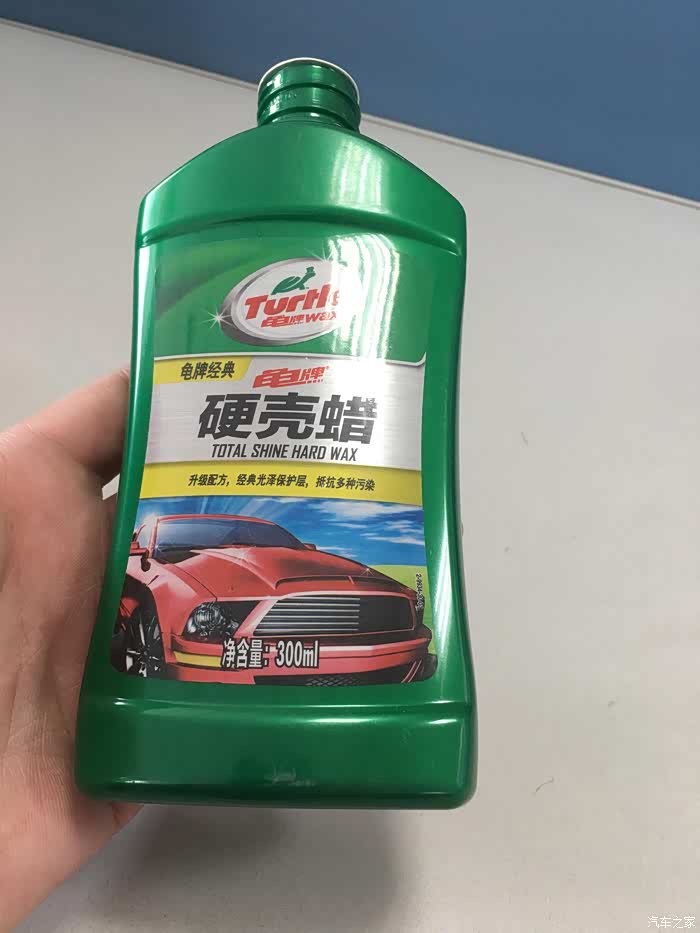 Turtle
龟牌wax
龟牌经典
龟牌
硬壳蜡
TOTAL SHINE HARD WAX
升级配方，经典光泽保护层，抵抗多种污染
净含量：300ml
汽车之家